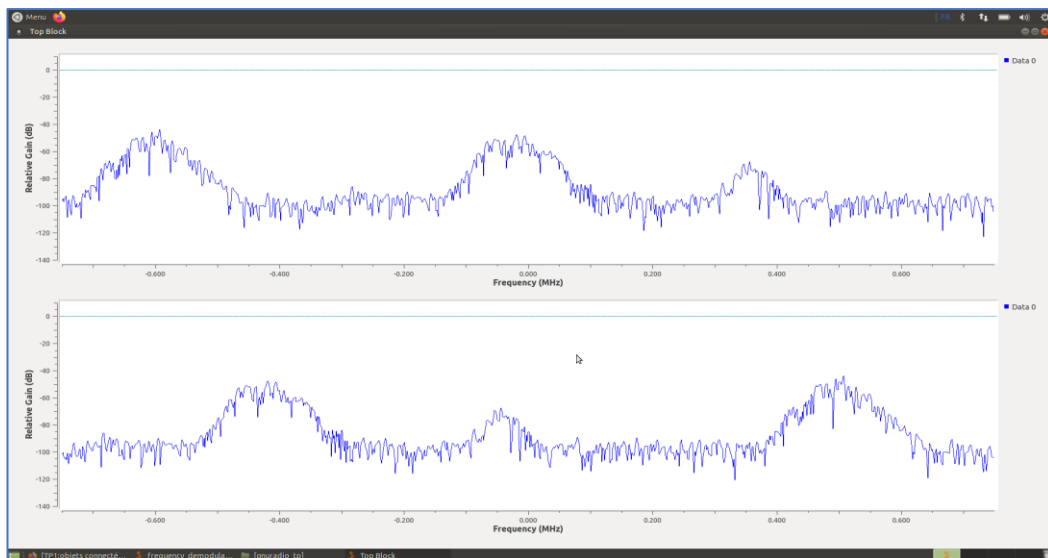 Menu
FR
Top Block
Data 0
Relative Gain (dB)
0
-20
-40
-60
-80
-100
-120
-140
-0.600
-0.400
-0.200
0.000
0.200
0.400
0.600
Frequency (MHz)
Data 0
Relative Gain (dB)
0
-20
-40
-60
-80
-100
-120
-140
-0.600
-0.400
-0.200
0.000
0.200
0.400
0.600
Frequency (MHz)
[TP1:objets connecté...
frequency_demodula...
[gnuradio_tp]
Top Block